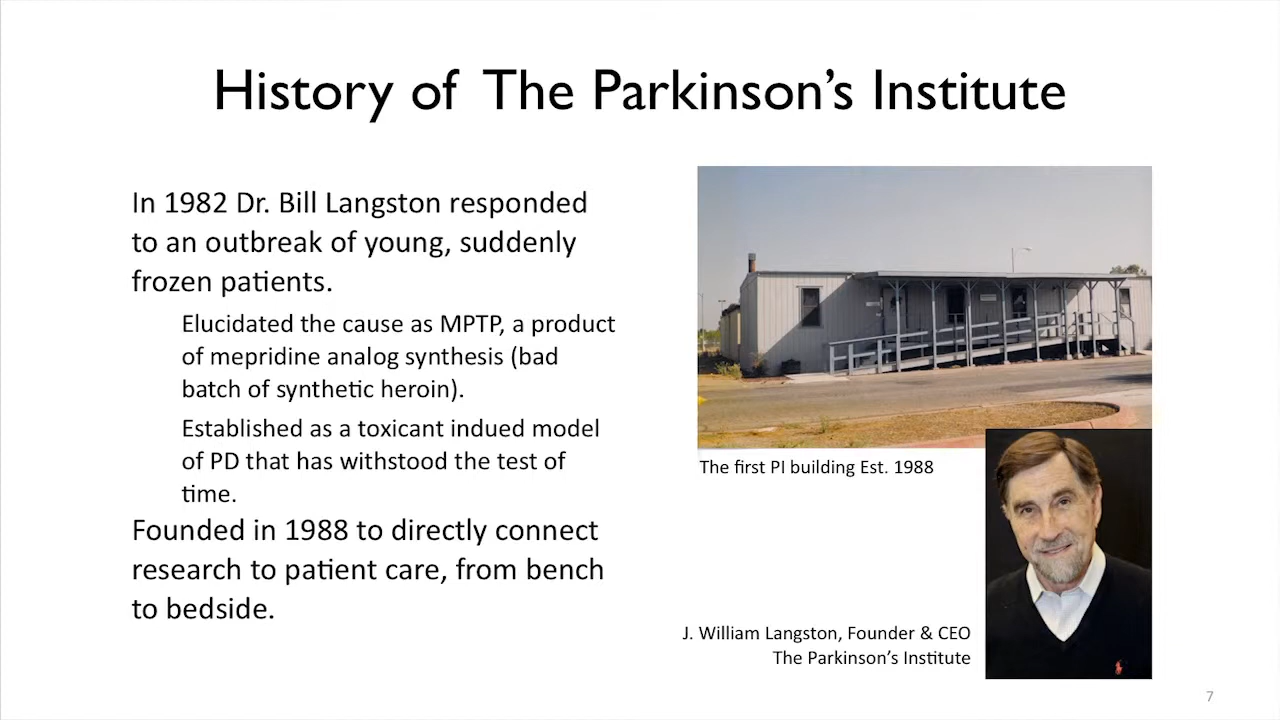 History of The Parkinson's Institute
In 1982 Dr. Bill Langston responded
to an outbreak of young, suddenly
frozen patients.
Elucidated the cause as MPTP, a product
of mepridine analog synthesis (bad
batch of synthetic heroin).
Established as a toxicant indued model
of PD that has withstood the test of
time.
Founded in 1988 to directly connect
research to patient care, from bench
to bedside.
The first PI building Est. 1988
J. William Langston, Founder & CEO
The Parkinson's Institute
7